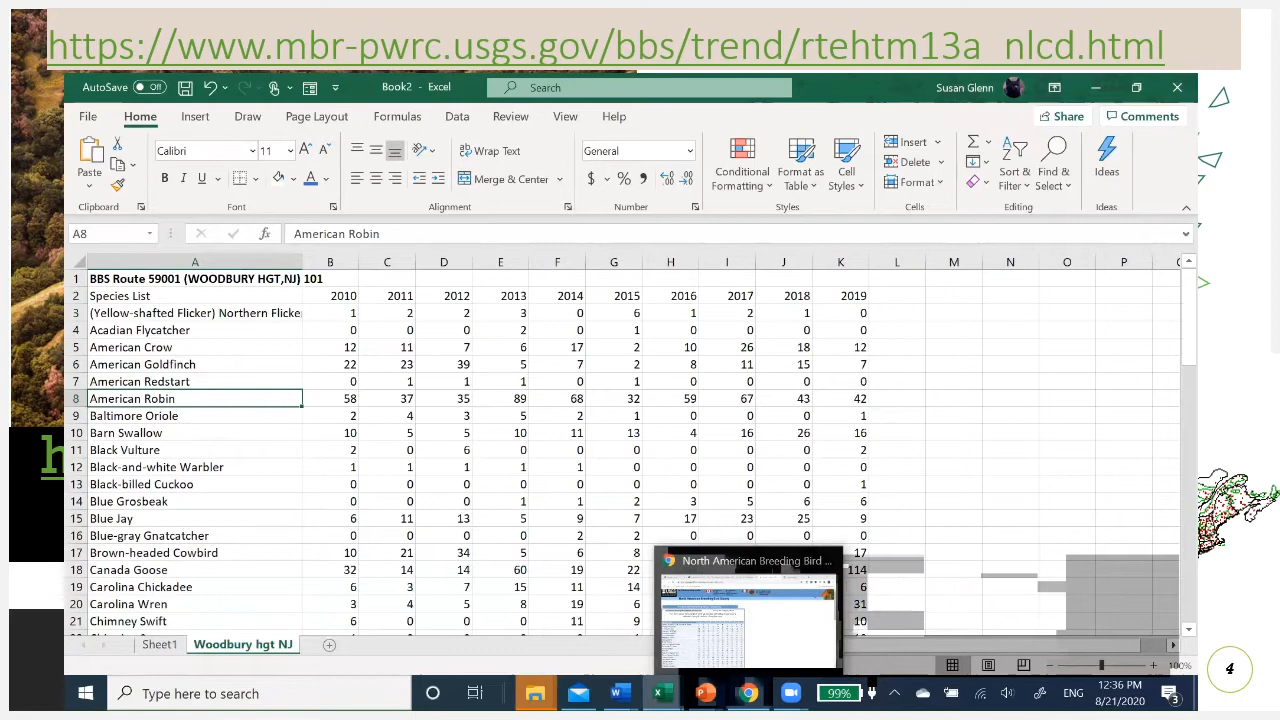 https://www.mbr-pwrc.usgs.gov/bbs/trend/rtehtm13a_nlcd.html
AutoSave Off Book2 - Excel Search Susan Glenn
File Home Insert Draw Page Layout Formulas Data Review View Help Share Comments
Paste Calibri 11 Wrap Text General Conditional Formatting Format as Table Cell Styles Insert Sort & Filter Find & Select Ideas
Merge & Center $ % Delete
Format
Clipboard Font Alignment Number Styles Cells Editing Ideas
A8 fx American Robin
A B C D E F G H I J K L M N O P
1 BBS Route 59001 (WOODBURY HGT,NJ) 101
2 Species List 2010 2011 2012 2013 2014 2015 2016 2017 2018 2019
3 (Yellow-shafted Flicker) Northern Flicke 1 2 2 3 0 6 1 2 1 0
4 Acadian Flycatcher 0 0 0 2 0 1 0 0 0 0
5 American Crow 12 11 7 6 17 2 10 26 18 12
6 American Goldfinch 22 23 39 5 7 2 8 11 15 7
7 American Redstart 0 1 1 1 0 1 0 0 0 0
8 American Robin 58 37 35 89 68 32 59 67 43 42
9 Baltimore Oriole 2 4 3 5 2 1 0 0 0 1
10 Barn Swallow 10 5 5 10 11 13 4 16 26 16
11 Black Vulture 2 0 6 0 0 0 0 0 0 2
12 Black-and-white Warbler 1 1 1 1 1 0 0 0 0 0
13 Black-billed Cuckoo 0 0 0 0 0 0 0 0 0 1
14 Blue Grosbeak 0 0 0 1 1 2 3 5 6 6
15 Blue Jay 6 11 13 5 9 7 17 23 25 9
16 Blue-gray Gnatcatcher 0 0 0 0 2 2 0 0 0 0
17 Brown-headed Cowbird 10 21 34 5 6 8 17
18 Canada Goose 32 14 14 60 19 22 114
19 Carolina Chickadee 6 3 7 15 11 14 6
20 Carolina Wren 3 4 5 8 19 6 31
21 Chimney Swift 6 0 0 0 11 9 10
North American Breeding Bird ...
Sheet1 Woodbury hgt NJ
100%
4
Type here to search 99% ENG 12:36 PM
8/21/2020 3
h